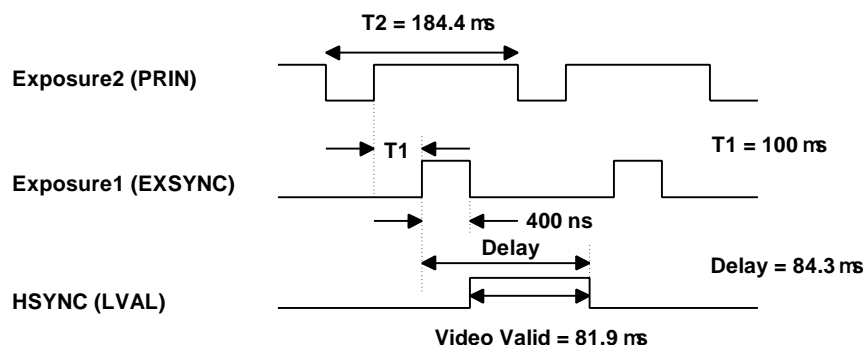 T2 = 184.4 ms
Exposure2 (PRIN)
T1
T1 = 100 ms
Exposure1 (EXSYNC)
400 ns
Delay
Delay = 84.3 ms
HSYNC (LVAL)
Video Valid = 81.9 ms